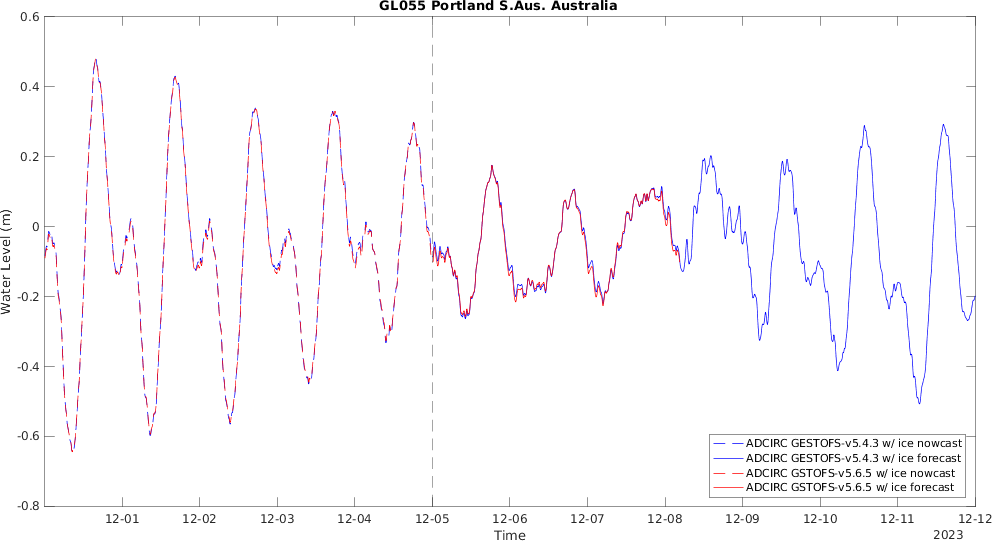 GL055 Portland S.Aus. Australia
0.6
0.4
0.2
0
-0.2
-0.4
-0.6
-0.8
Water Level (m)
ADCIRC GESTOFS-v5.4.3 w/ ice nowcast
ADCIRC GESTOFS-v5.4.3 w/ ice forecast
ADCIRC GSTOFS-v5.6.5 w/ ice nowcast
ADCIRC GSTOFS-v5.6.5 w/ ice forecast
12-01 12-02 12-03 12-04 12-05 12-06 12-07 12-08 12-09 12-10 12-11 12-12
Time
2023